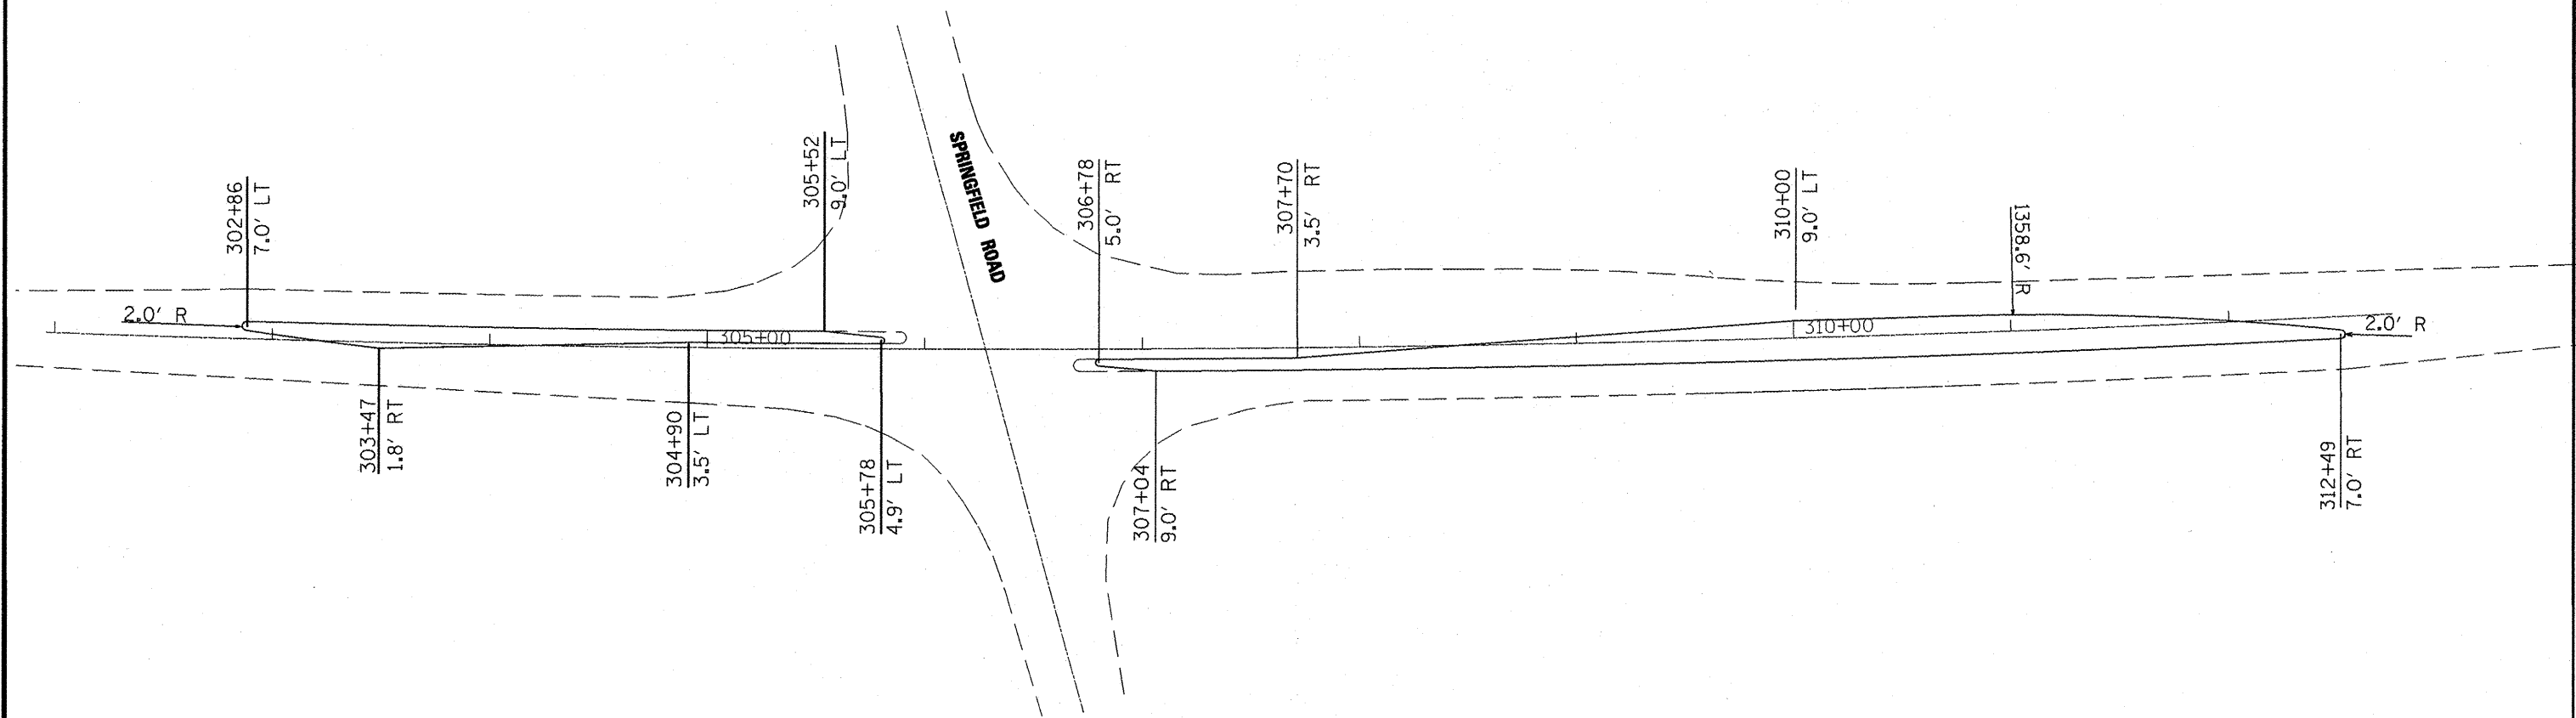 302+86
7.0' LT
305+52
9.0' LT
SPRINGFIELD ROAD
306+78
5.0' RT
307+70
3.5' RT
310+00
9.0' LT
1358.6' R
2.0' R
305+00
310+00
2.0' R
303+47
1.8' RT
304+90
3.5' LT
305+78
4.9' LT
307+04
9.0' RT
312+49
7.0' RT